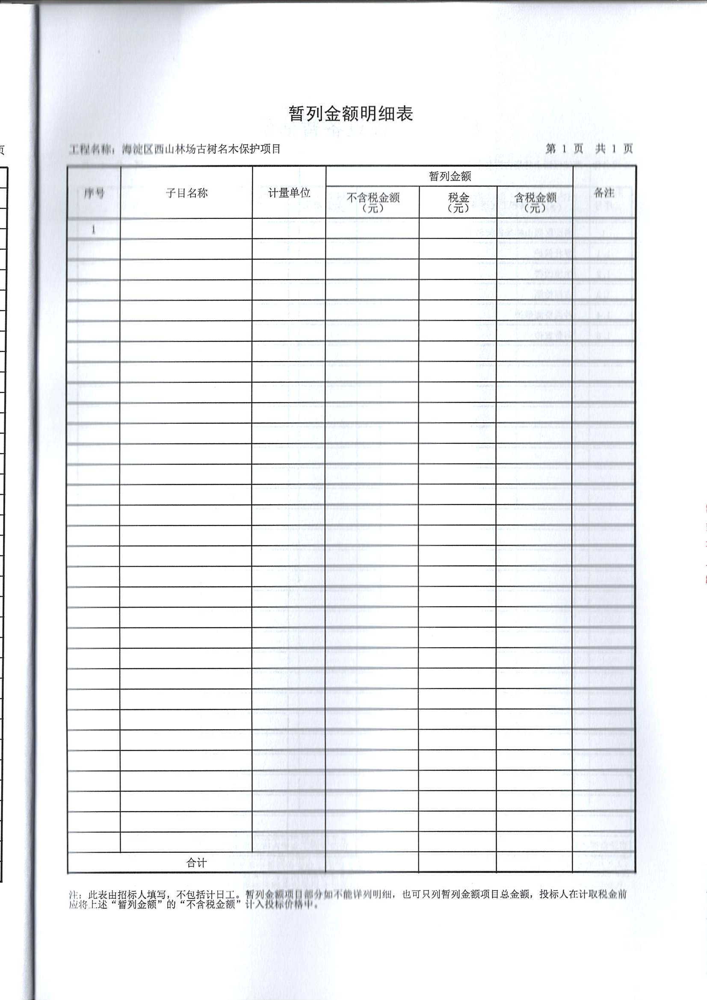 暂列金额明细表
工程名称：海淀区西山林场古树名木保护项目 第 1 页 共 1 页
序号 子目名称 计量单位 暂列金额 备注
不含税金额（元） 税金（元） 含税金额（元）
1
合计
注：此表由招标人填写，不包括计日工。暂列金额项目部分如不能详列明细，也可只列暂列金额项目总金额，投标人在计取税金前
应将上述“暂列金额”的“不含税金额”计入投标价格中。
页